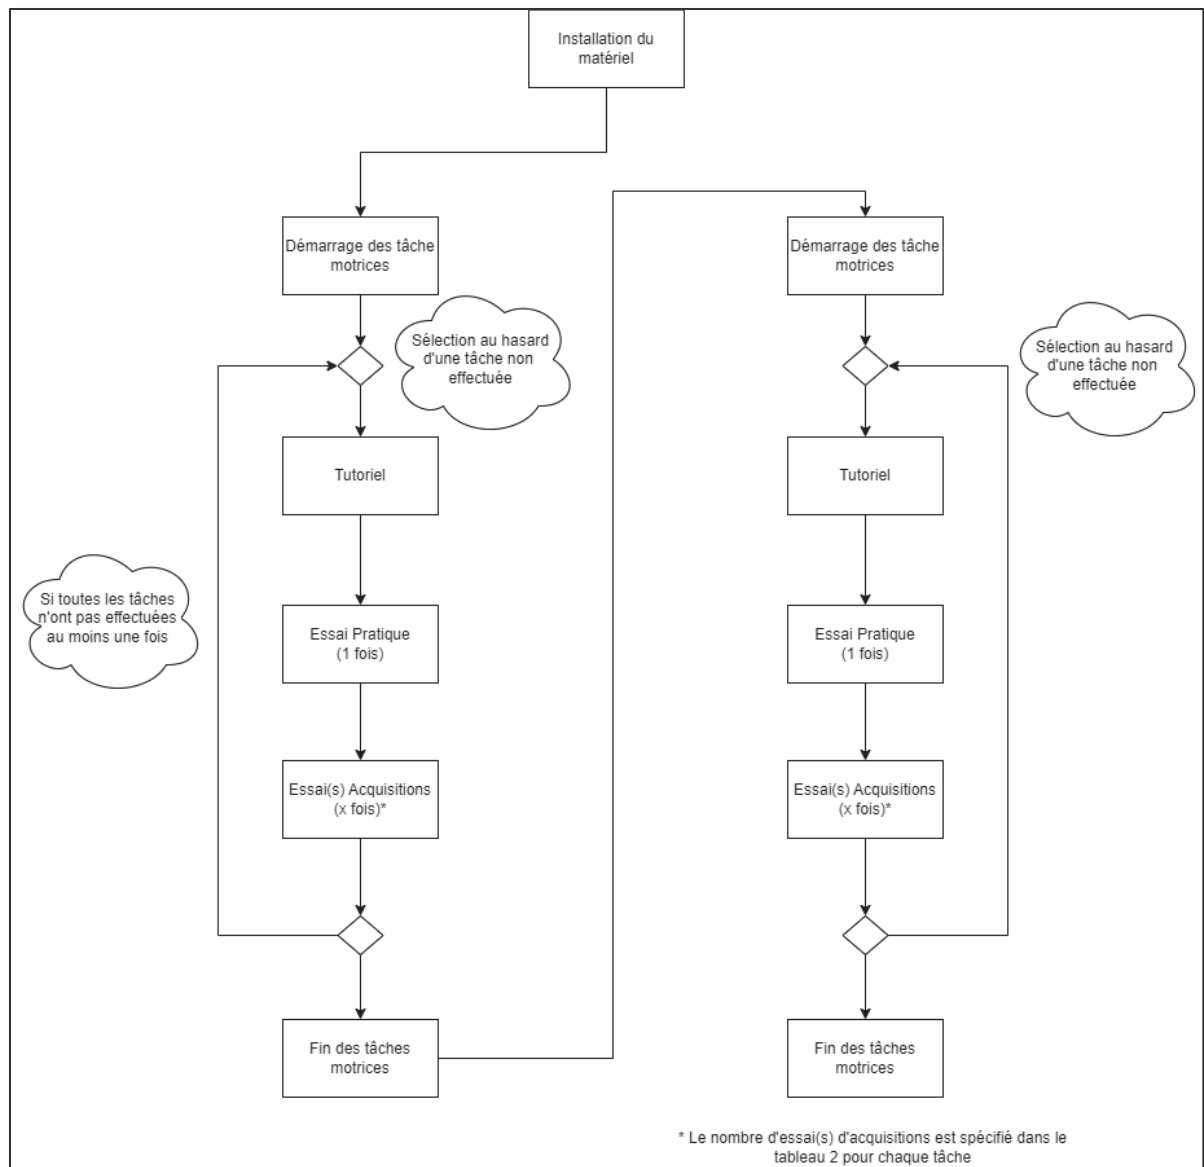 Installation du
matériel
Démarrage des tâche
motrices
Sélection au hasard
d'une tâche non
effectuée
Tutoriel
Si toutes les tâches
n'ont pas effectuées
au moins une fois
Essai Pratique
(1 fois)
Essai(s) Acquisitions
(x fois)*
Fin des tâches
motrices
Démarrage des tâche
motrices
Sélection au hasard
d'une tâche non
effectuée
Tutoriel
Essai Pratique
(1 fois)
Essai(s) Acquisitions
(x fois)*
Fin des tâches
motrices
* Le nombre d'essai(s) d'acquisitions est spécifié dans le
tableau 2 pour chaque tâche